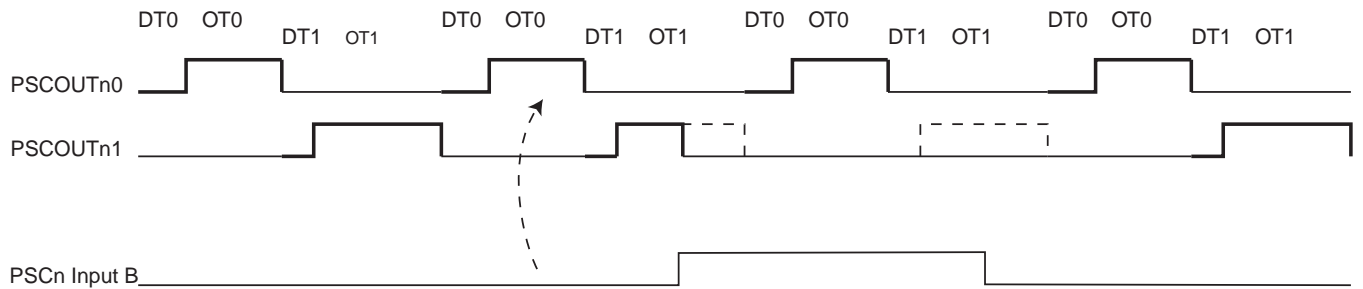 DT0 OT0 DT0 OT0 DT0 OT0 DT0 OT0
DT1 OT1 DT1 OT1 DT1 OT1 DT1 OT1
PSCOUTn0
PSCOUTn1
PSCn Input B